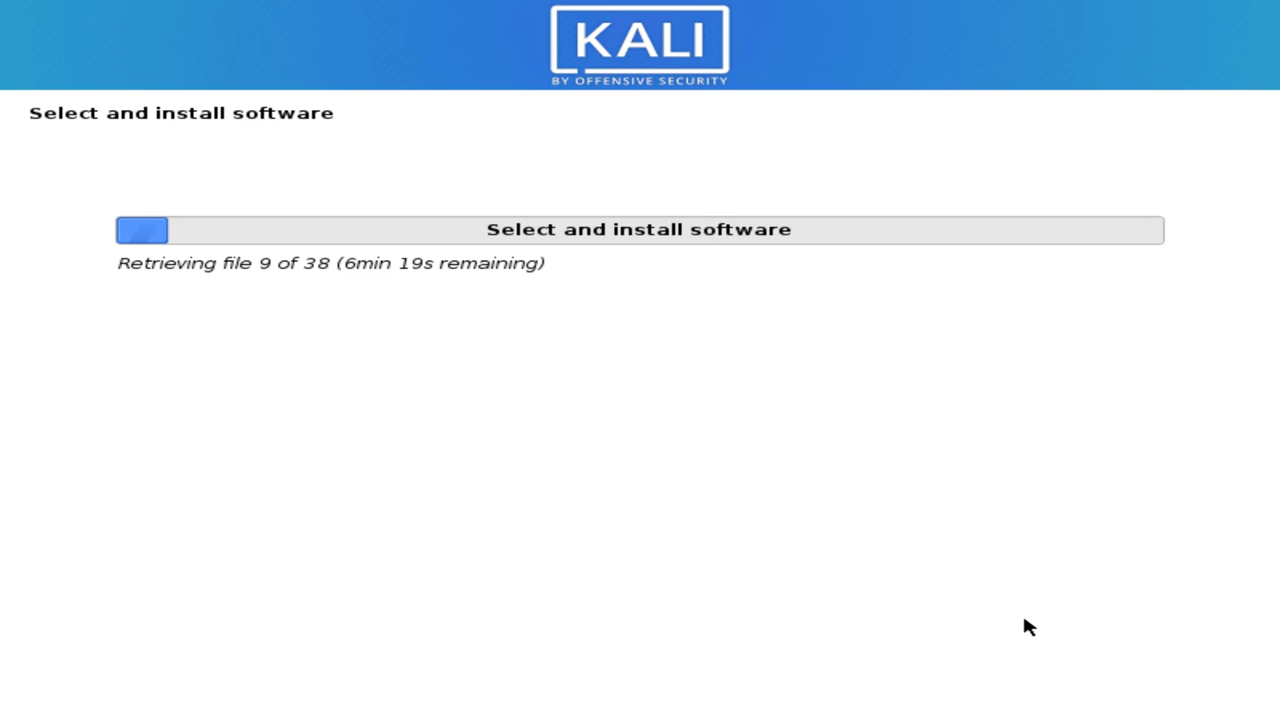 KALI
BY OFFENSIVE SECURITY
Select and install software
Select and install software
Retrieving file 9 of 38 (6min 19s remaining)